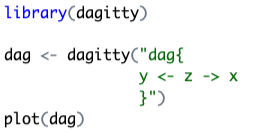 library(dagitty)
dag <- dagitty("dag{
y <- z -> x
}")
plot(dag)